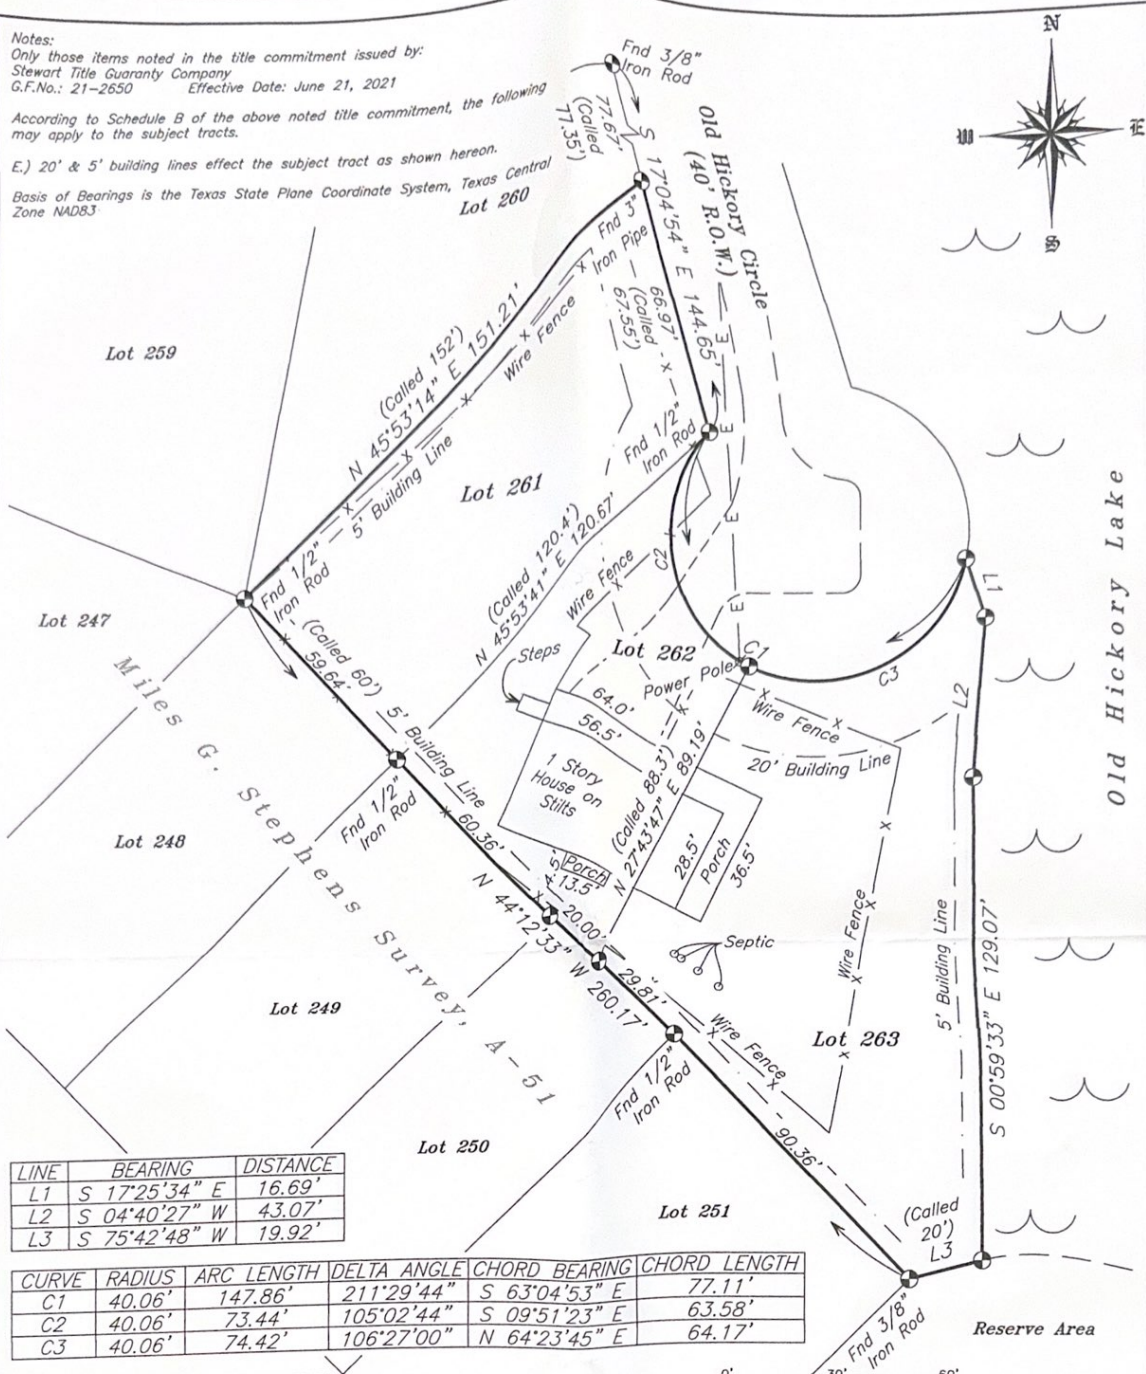 Notes:
Only those items noted in the title commitment issued by:
Stewart Title Guaranty Company
G.F.No.: 21-2650 Effective Date: June 21, 2021
According to Schedule B of the above noted title commitment, the following
may apply to the subject tracts.
E.) 20' & 5' building lines effect the subject tract as shown hereon.
Basis of Bearings is the Texas State Plane Coordinate System, Texas Central
Zone NAD83
N
W
E
S
Fnd 3/8"
Iron Rod
77.67'
(Called
77.35')
S 17°04'54" E 144.65'
Old Hickory Circle
(40' R.O.W.)
Lot 260
Fnd 3"
Iron Pipe
66.97'
(Called
67.55')
Lot 259
(Called 152')
N 45°53'14" E 151.21'
Wire Fence
5' Building Line
Fnd 1/2"
Iron Rod
Lot 261
(Called 120.4')
N 45°53'41" E 120.67'
Wire Fence
C2
Old Hickory Lake
Fnd 1/2"
Iron Rod
L1
Lot 247
(Called 60')
59.64'
Steps
Lot 262
C1
Power Pole
C3
L2
Miles G. Stephens Survey, A-51
5' Building Line
64.0'
56.5'
Wire Fence
20' Building Line
1 Story
House on
Stilts
(Called 88.3')
N 27°43'47" E 89.19'
Fnd 1/2"
Iron Rod
Lot 248
60.36'
4.5'
Porch
13.5'
28.5'
Porch
36.5'
N 44°12'33" W 260.17'
20.00'
Septic
Wire Fence
5' Building Line
S 00°59'33" E 129.07'
29.81'
Wire Fence
Lot 249
Lot 263
Fnd 1/2"
Iron Rod
90.36'
Lot 250
Lot 251
(Called
20')
L3
Fnd 3/8"
Iron Rod
Reserve Area
LINE BEARING DISTANCE
L1 S 17°25'34" E 16.69'
L2 S 04°40'27" W 43.07'
L3 S 75°42'48" W 19.92'
CURVE RADIUS ARC LENGTH DELTA ANGLE CHORD BEARING CHORD LENGTH
C1 40.06' 147.86' 211°29'44" S 63°04'53" E 77.11'
C2 40.06' 73.44' 105°02'44" S 09°51'23" E 63.58'
C3 40.06' 74.42' 106°27'00" N 64°23'45" E 64.17'